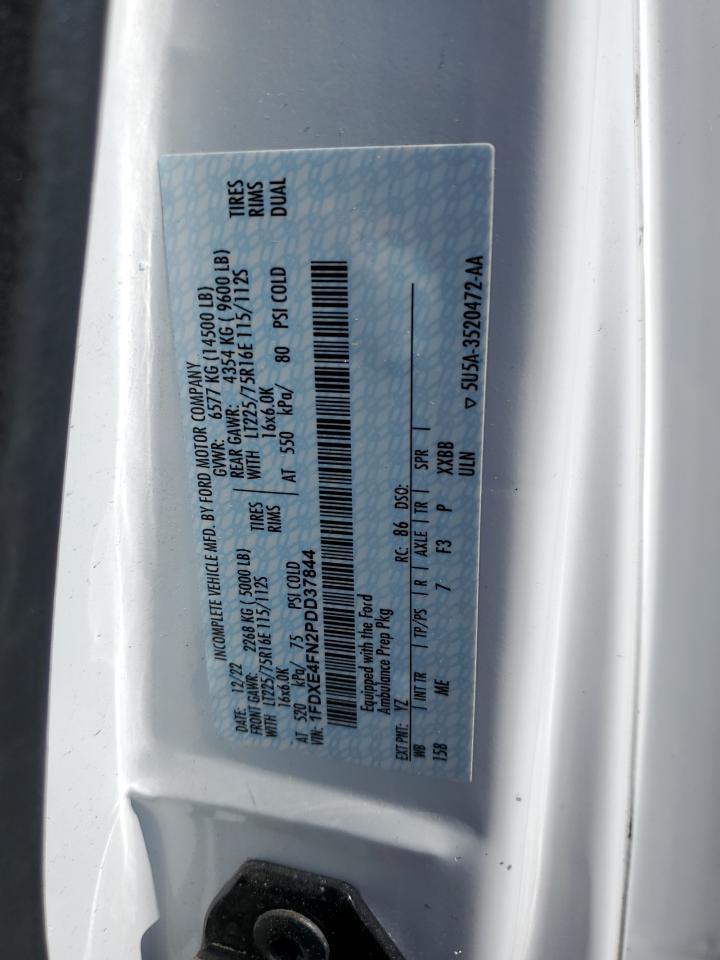 INCOMPLETE VEHICLE MFD. BY FORD MOTOR COMPANY
DATE: 12/22 GVWR: 6577 KG (14500 LB)
FRONT GAWR: 2268 KG ( 5000 LB) REAR GAWR: 4354 KG ( 9600 LB)
WITH LT225/75R16E 115/112S TIRES WITH LT225/75R16E 115/112S TIRES
16x6.0K RIMS 16x6.0K RIMS
AT 520 kPa/ 75 PSI COLD AT 550 kPa/ 80 PSI COLD DUAL
VIN: 1FDXE4FN2PDD37844
Equipped with the Ford
Ambulance Prep Pkg
EXT PNT: YZ RC: 86 DSO:
WB INT TR TP/PS R AXLE TR SPR
158 ME 7 F3 P XXBB
ULN
▽ 5U5A-3520472-AA